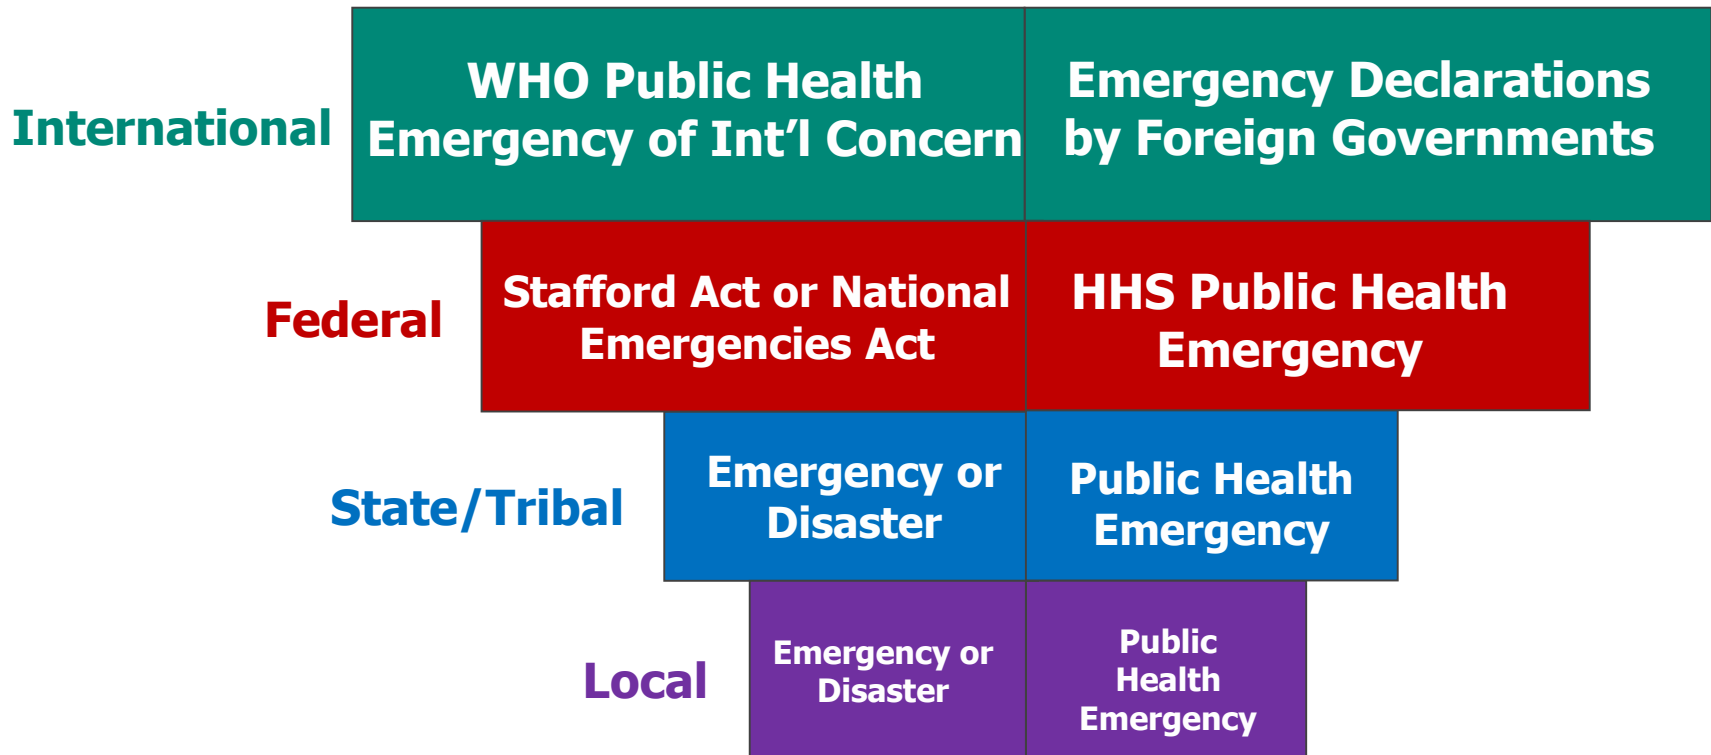 International
WHO Public Health
Emergency of Int’l Concern
Emergency Declarations
by Foreign Governments
Federal
Stafford Act or National
Emergencies Act
HHS Public Health
Emergency
State/Tribal
Emergency or
Disaster
Public Health
Emergency
Local
Emergency or
Disaster
Public
Health
Emergency